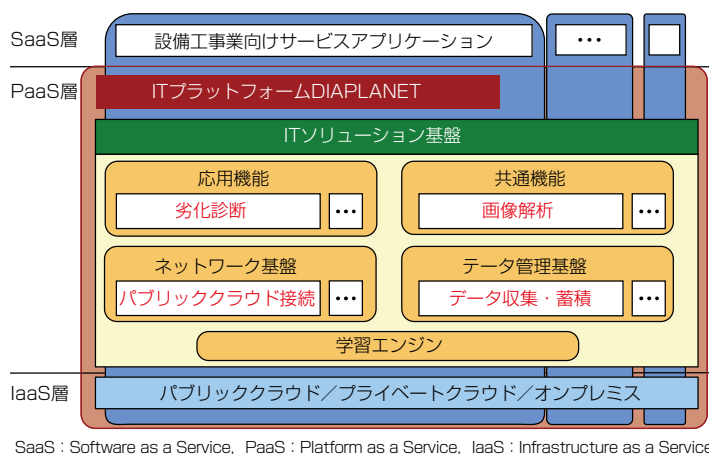 SaaS層
設備工事業向けサービスアプリケーション
…
PaaS層
ITプラットフォームDIAPLANET
ITソリューション基盤
応用機能
共通機能
劣化診断
…
画像解析
…
ネットワーク基盤
テータ管理基盤
パブリッククラウド接続
…
データ収集・蓄積
…
学習エンジン
IaaS層
パブリッククラウド／プライベートクラウド／オンプレミス
SaaS：Software as a Service，PaaS：Platform as a Service，IaaS：Infrastructure as a Service